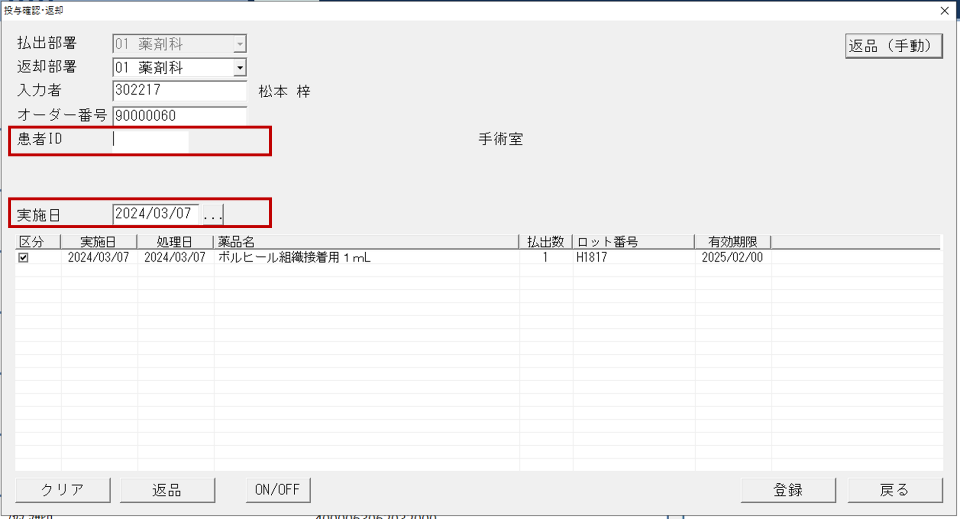 投与確認・返却
払出部署 01 薬剤科
返品（手動）
返却部署 01 薬剤科
入力者 302217 松本 梓
オーダー番号 90000060
患者ID 手術室
実施日 2024/03/07 ...
区分 実施日 処理日 薬品名 払出数 ロット番号 有効期限
2024/03/07 2024/03/07 ボルヒール組織接着用１mL 1 H1817 2025/02/00
クリア 返品 ON/OFF 登録 戻る